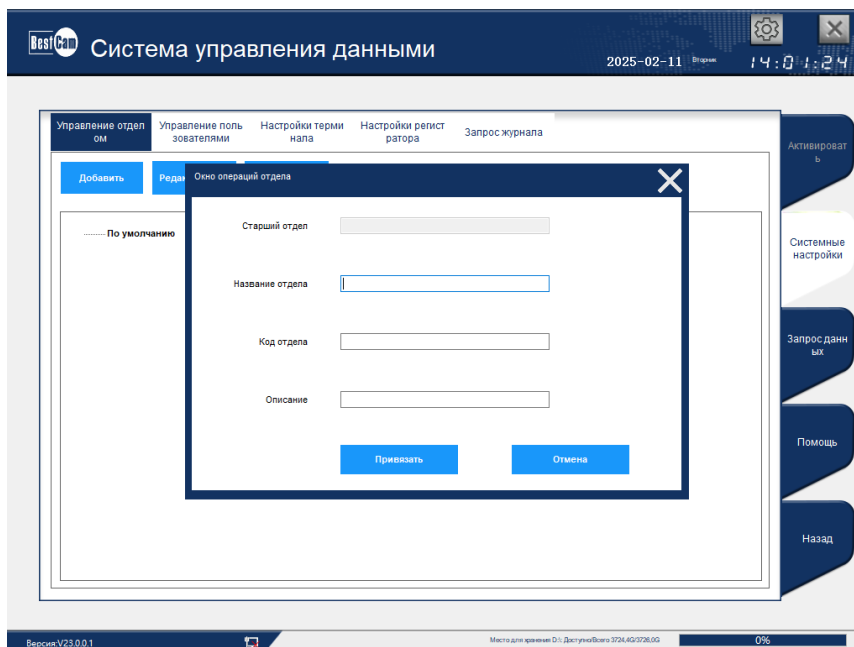 BestCam
Система управления данными
2025-02-11 Вторник 14:01:24
Управление отдел
ом
Управление поль
зователями
Настройки терми
нала
Настройки регист
ратора
Запрос журнала
Добавить
Редак
Окно операций отдела
По умолчанию
Старший отдел
Название отдела
Код отдела
Описание
Привязать
Отмена
Активироват
ь
Системные
настройки
Запрос данн
ых
Помощь
Назад
Версия:V23.0.0.1
Место для хранения D:\: Доступно/Всего 3724,4G/3726,0G
0%